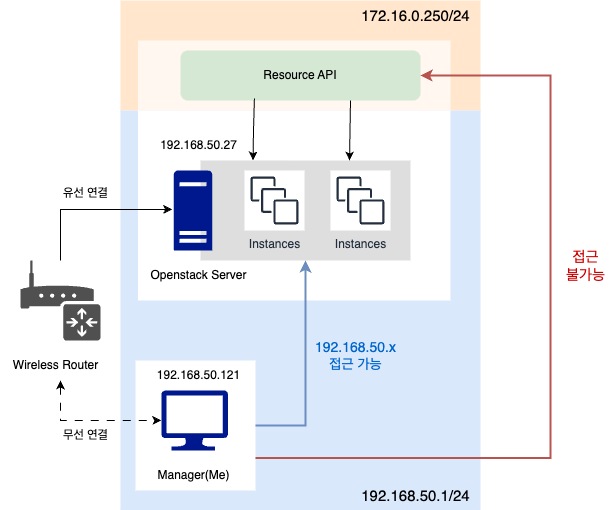 172.16.0.250/24
Resource API
192.168.50.27
유선 연결
Instances
Instances
Openstack Server
접근
불가능
192.168.50.x
접근 가능
Wireless Router
192.168.50.121
무선 연결
Manager(Me)
192.168.50.1/24